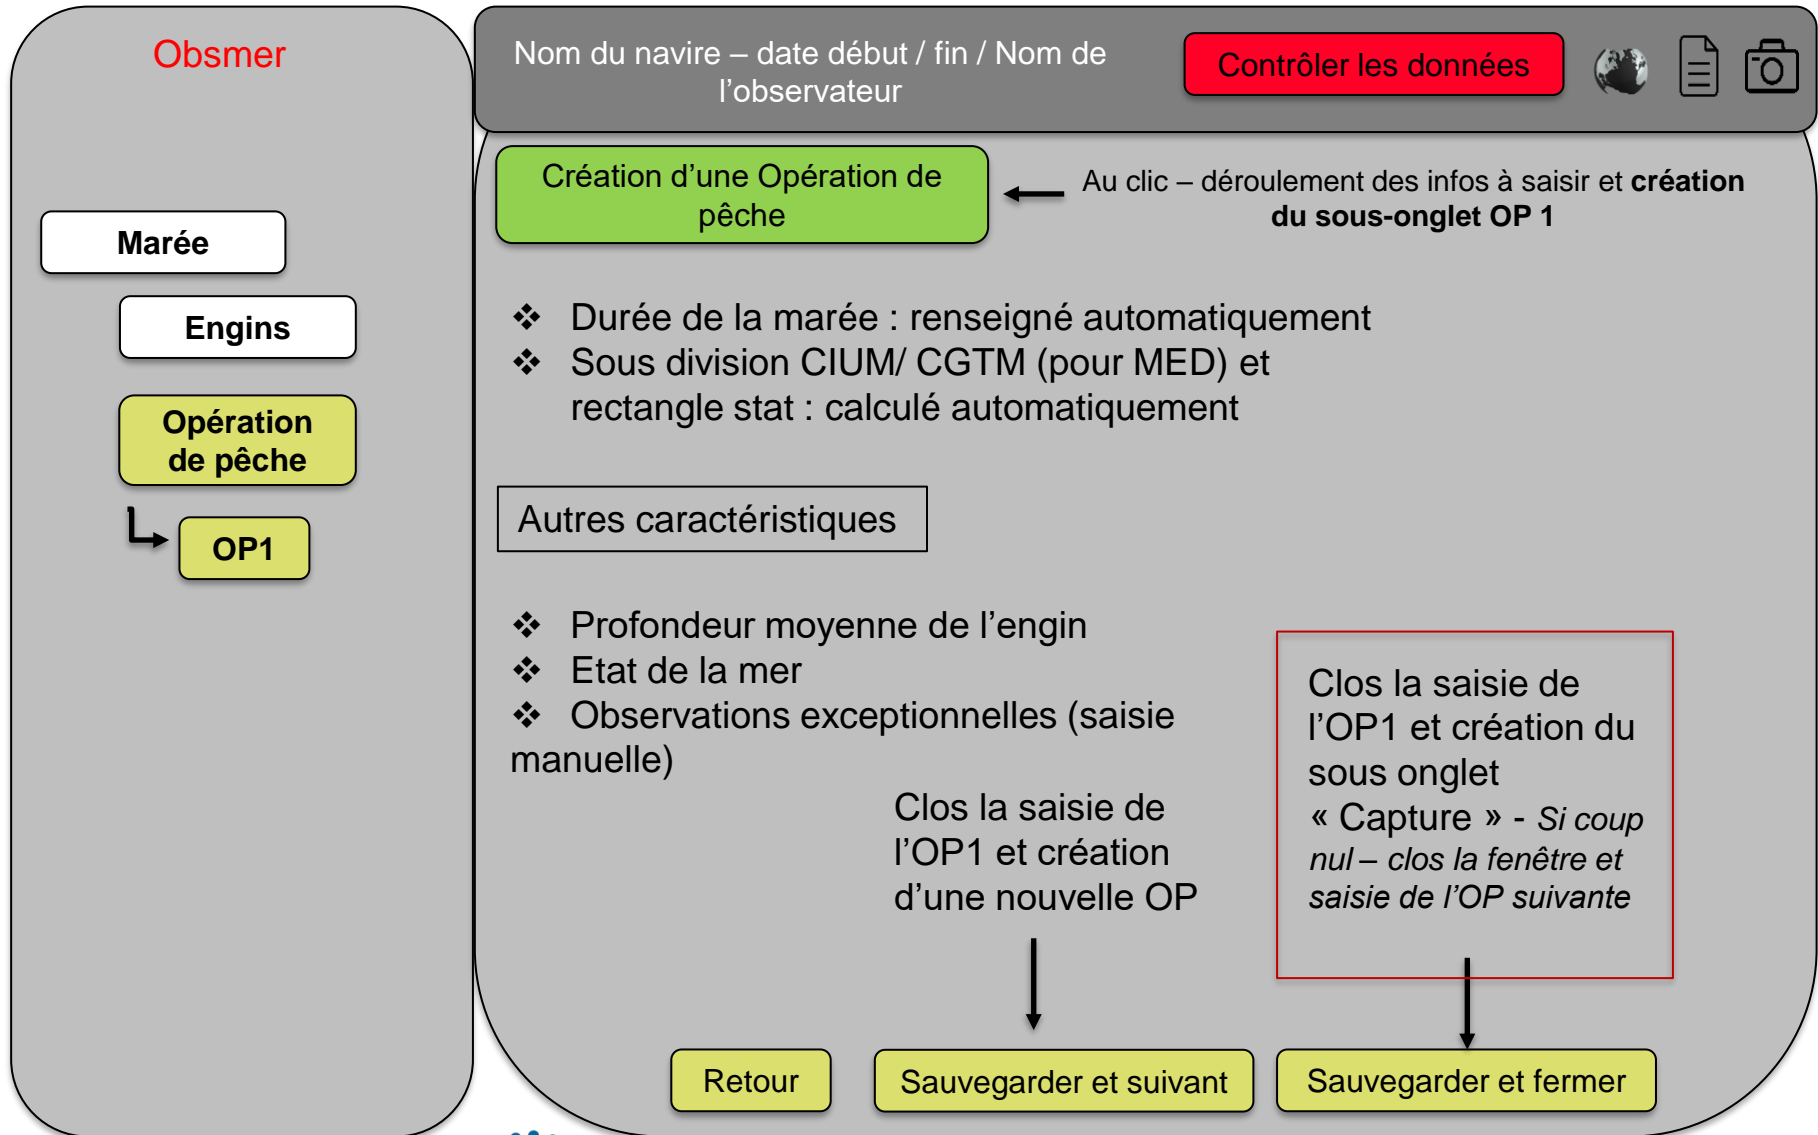 Obsmer
Nom du navire – date début / fin / Nom de
l’observateur
Contrôler les données
Création d’une Opération de
pêche
Au clic – déroulement des infos à saisir et création
du sous-onglet OP 1
Marée
Engins
Opération
de pêche
OP1
❖ Durée de la marée : renseigné automatiquement
❖ Sous division CIUM/ CGTM (pour MED) et
rectangle stat : calculé automatiquement
Autres caractéristiques
❖ Profondeur moyenne de l’engin
❖ Etat de la mer
❖ Observations exceptionnelles (saisie
manuelle)
Clos la saisie de
l’OP1 et création
d’une nouvelle OP
Clos la saisie de
l’OP1 et création du
sous onglet
« Capture » - Si coup
nul – clos la fenêtre et
saisie de l’OP suivante
Retour
Sauvegarder et suivant
Sauvegarder et fermer